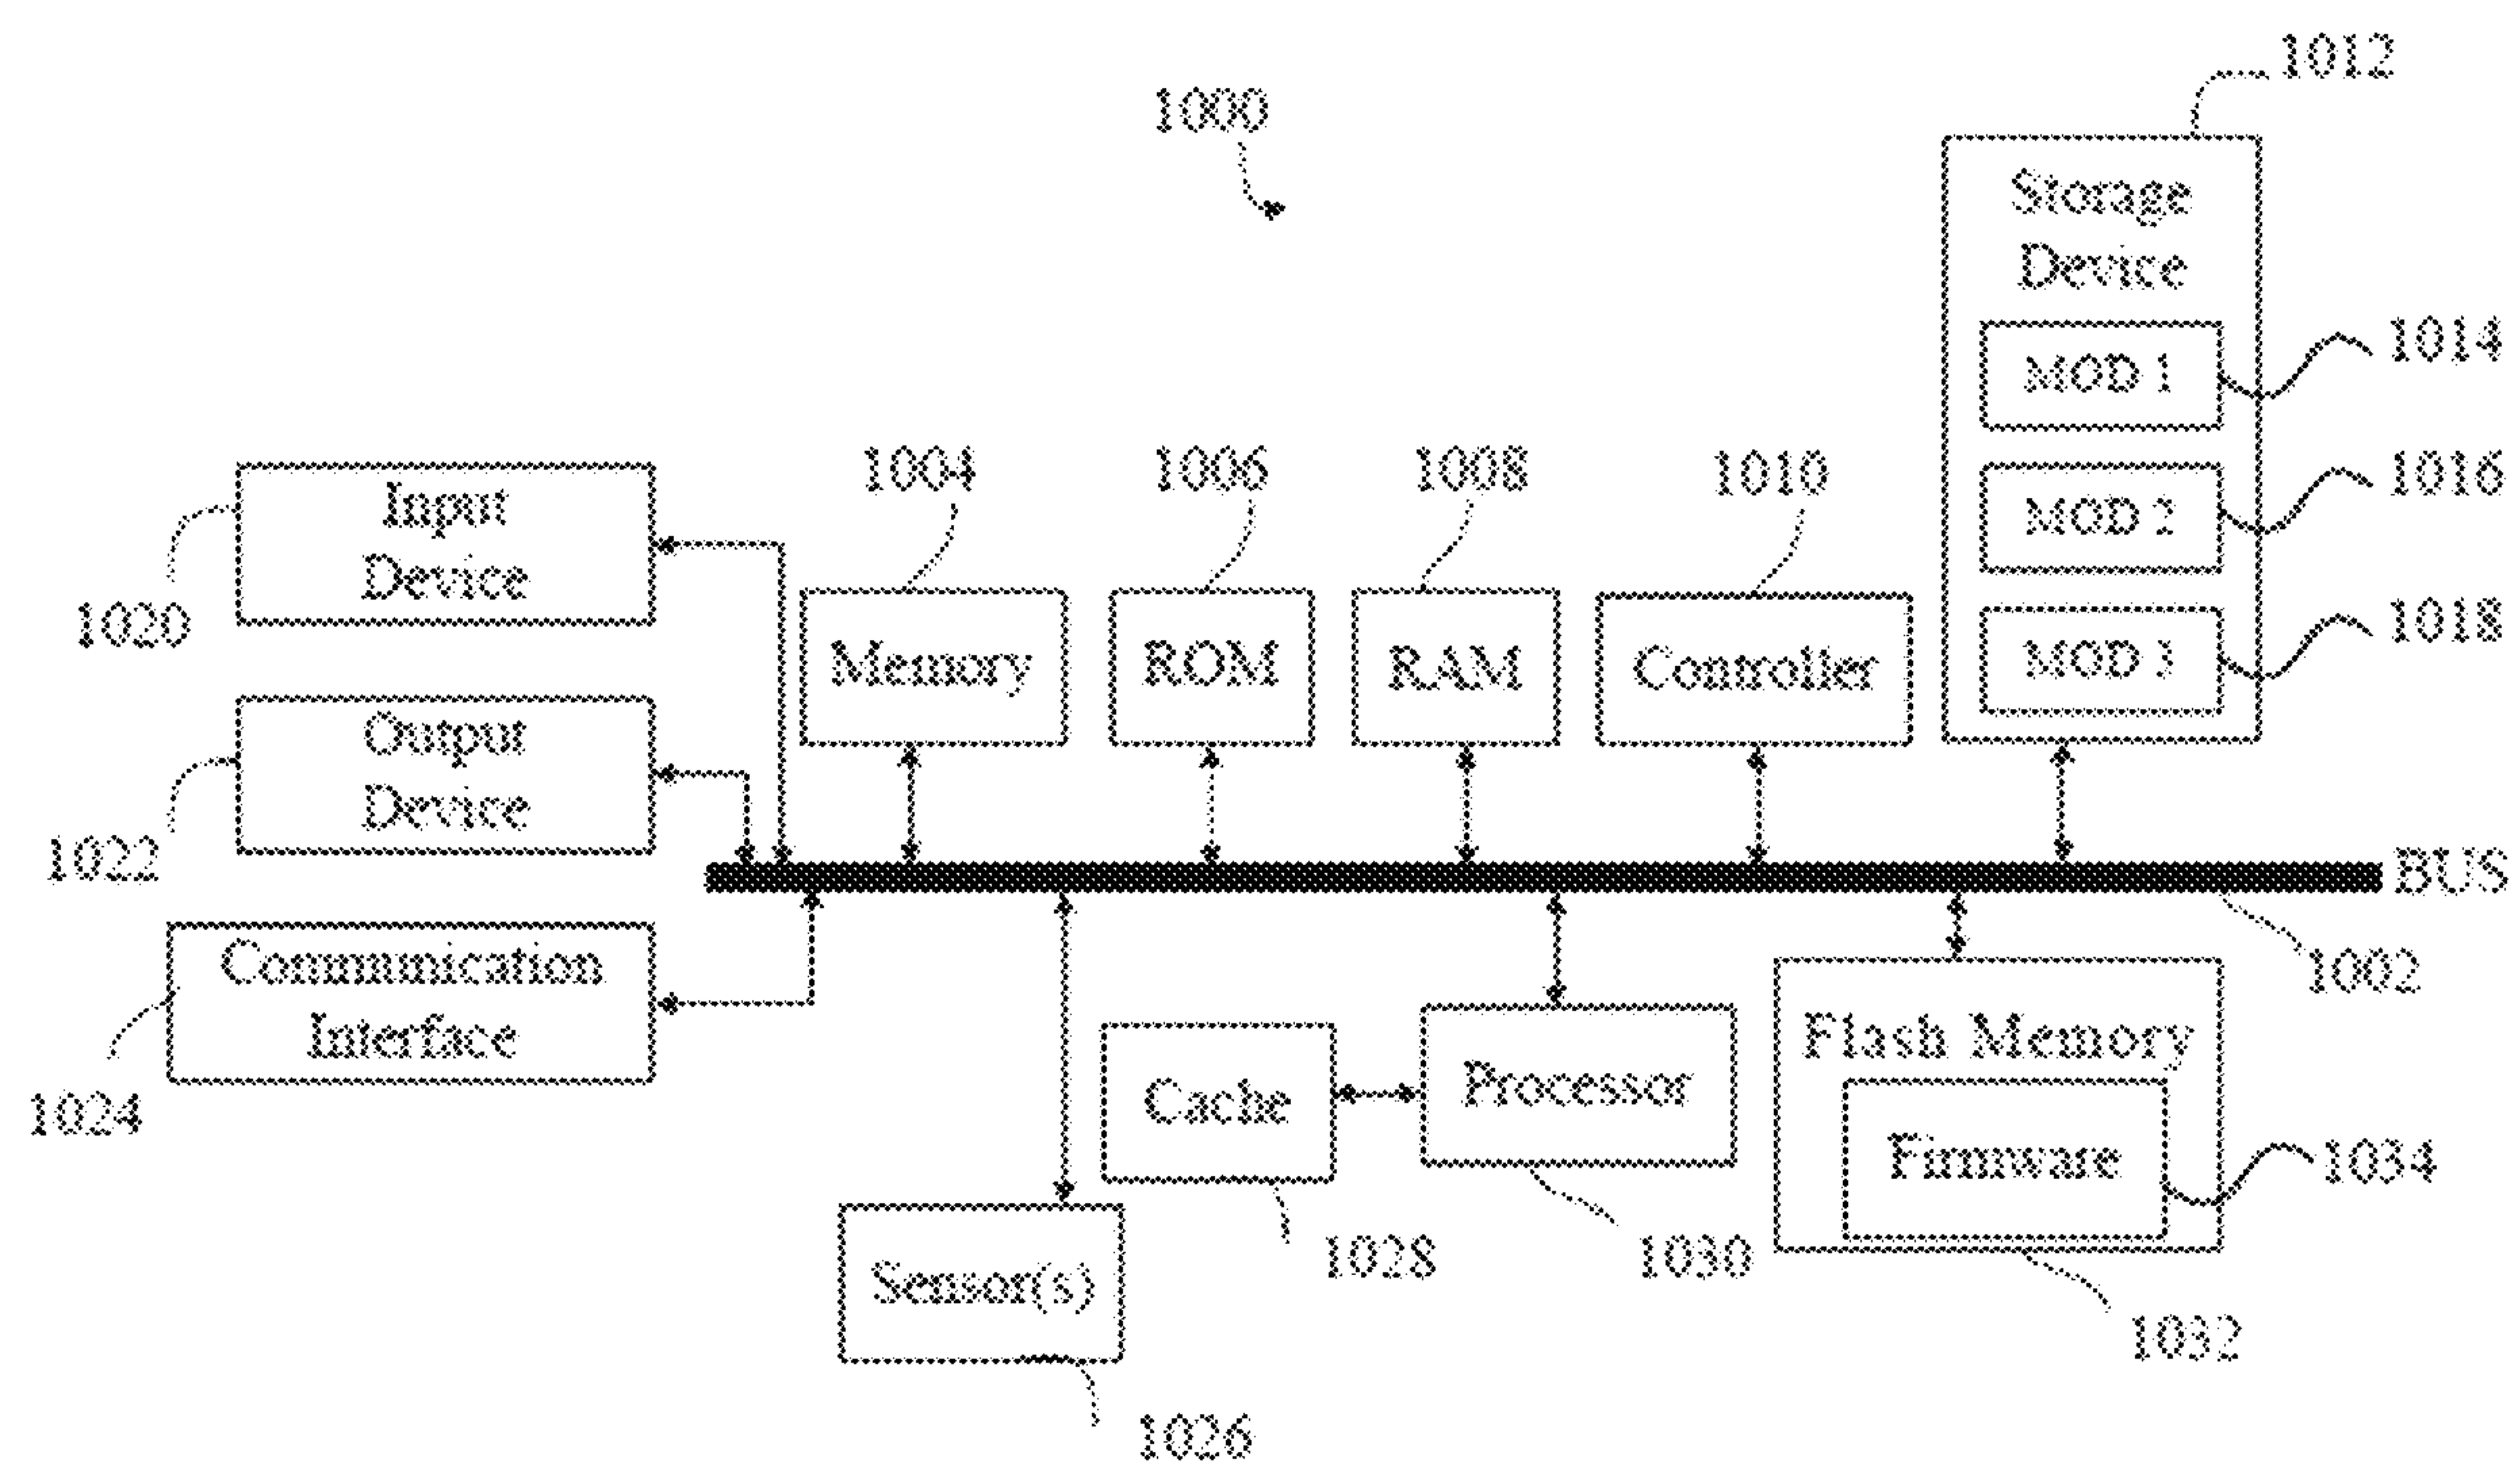 1012
1000
Storage
Device
1014
MOD 1
1004
1006
1008
1010
1016
Input
Device
MOD 2
1020
1018
Memory
ROM
RAM
Controller
MOD 3
Output
Device
1022
BUS
Communication
Interface
1002
Flash Memory
Cache
Processor
1024
Firmware
1034
Sensor(s)
1028
1030
1032
1026